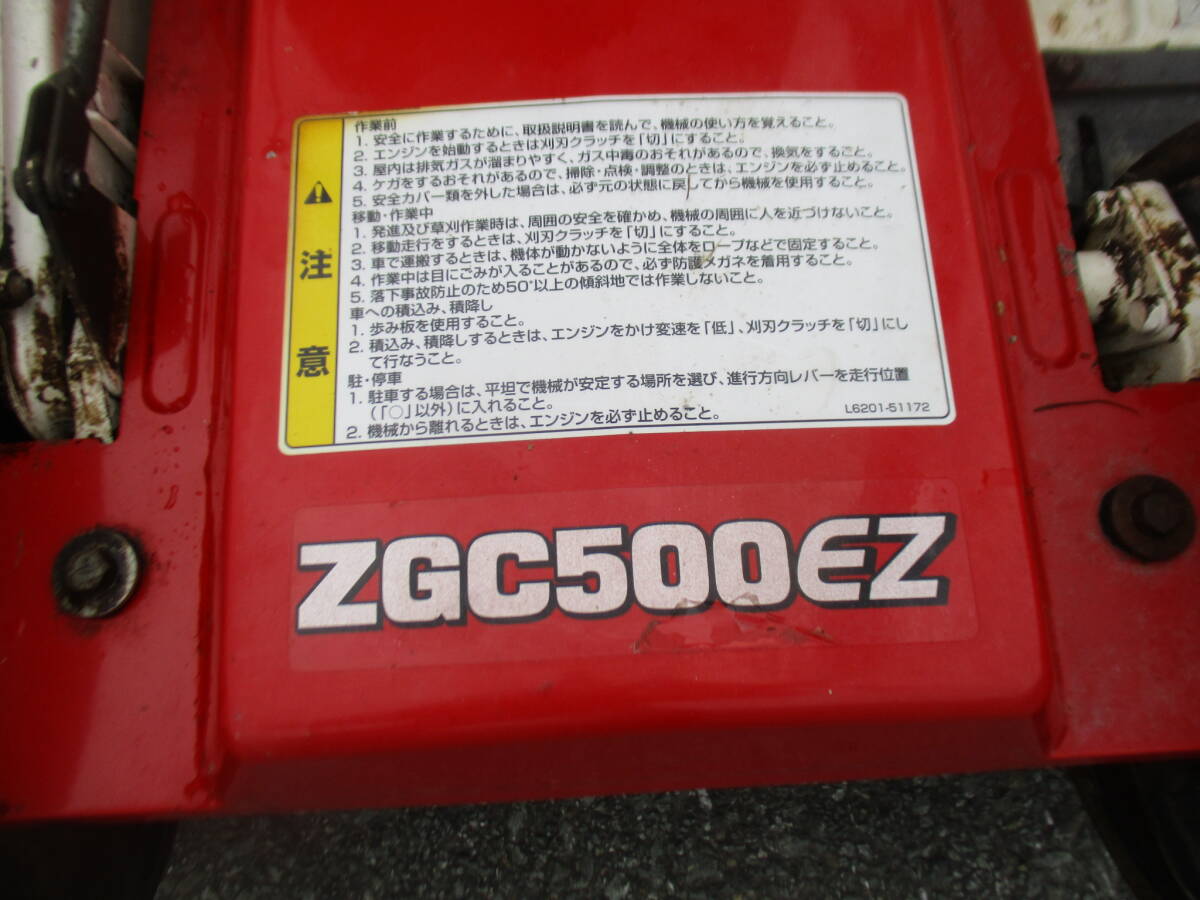 作業前
1. 安全に作業するために、取扱説明書を読んで、機械の使い方を覚えること。
2. エンジンを始動するときは刈刃クラッチを「切」にすること。
3. 屋内は排気ガスが溜まりやすく、ガス中毒のおそれがあるので、換気をすること。
4. ケガをするおそれがあるので、掃除・点検・調整のときは、エンジンを必ず止めること。
5. 安全カバー類を外した場合は、必ず元の状態に戻してから機械を使用すること。
移動・作業中
1. 発進及び草刈作業時は、周囲の安全を確かめ、機械の周囲に人を近づけないこと。
2. 移動走行をするときは、刈刃クラッチを「切」にすること。
3. 車で運搬するときは、機体が動かないように全体をロープなどで固定すること。
4. 作業中は目にごみが入ることがあるので、必ず防護メガネを着用すること。
5. 落下事故防止のため50°以上の傾斜地では作業しないこと。
車への積込み、積降し
1. 歩み板を使用すること。
2. 積込み、積降しするときは、エンジンをかけ変速を「低」、刈刃クラッチを「切」にし
て行なうこと。
駐・停車
1. 駐車する場合は、平坦で機械が安定する場所を選び、進行方向レバーを走行位置
(「○」以外)に入れること。
2. 機械から離れるときは、エンジンを必ず止めること。
L6201-51172
注意
ZGC500EZ